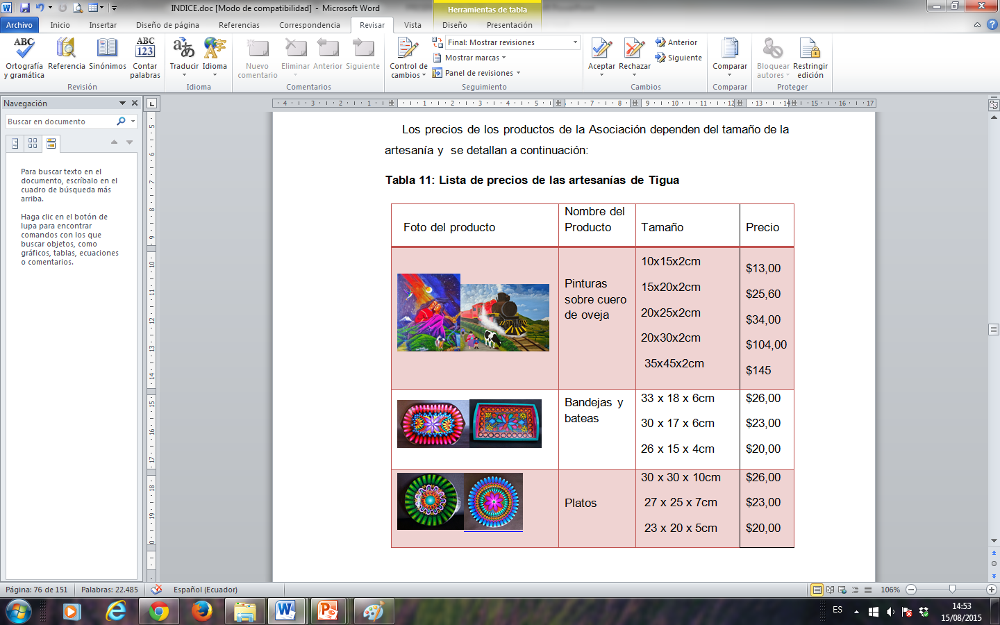 INDICE.doc [Modo de compatibilidad] - Microsoft Word
Herramientas de tabla
Archivo Inicio Insertar Diseño de página Referencias Correspondencia Revisar Vista Diseño Presentación
Ortografía y gramática
Referencia
Sinónimos
Contar palabras
Revisión
Traducir
Idioma
Idioma
Nuevo comentario
Eliminar
Anterior
Siguiente
Comentarios
Control de cambios
Final: Mostrar revisiones
Mostrar marcas
Panel de revisiones
Seguimiento
Aceptar
Rechazar
Anterior
Siguiente
Cambios
Comparar
Comparar
Bloquear autores
Restringir edición
Proteger
Navegación
Buscar en documento
Para buscar texto en el
documento, escríbalo en el
cuadro de búsqueda más
arriba.
Haga clic en el botón de
lupa para encontrar
comandos con los que
buscar objetos, como
gráficos, tablas, ecuaciones
o comentarios.
Los precios de los productos de la Asociación dependen del tamaño de la
artesanía y se detallan a continuación:
Tabla 11: Lista de precios de las artesanías de Tigua
Foto del producto
Nombre del
Producto
Tamaño
Precio
Pinturas
sobre cuero
de oveja
10x15x2cm
15x20x2cm
20x25x2cm
20x30x2cm
35x45x2cm
$13,00
$25,60
$34,00
$104,00
$145
Bandejas y
bateas
33 x 18 x 6cm
30 x 17 x 6cm
26 x 15 x 4cm
$26,00
$23,00
$20,00
Platos
30 x 30 x 10cm
27 x 25 x 7cm
23 x 20 x 5cm
$26,00
$23,00
$20,00
Página: 76 de 151 Palabras: 22.485 Español (Ecuador) 106%
ES
14:53
15/08/2015